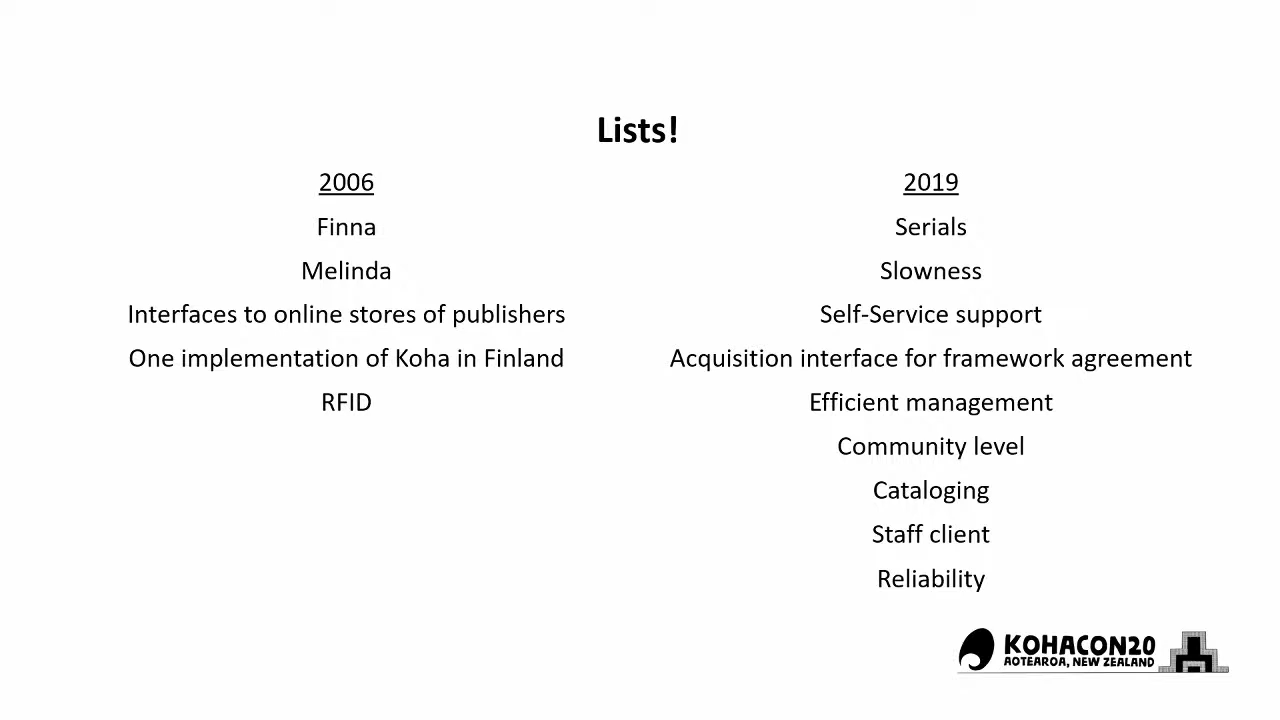 Lists!
2006
Finna
Melinda
Interfaces to online stores of publishers
One implementation of Koha in Finland
RFID
2019
Serials
Slowness
Self-Service support
Acquisition interface for framework agreement
Efficient management
Community level
Cataloging
Staff client
Reliability
KOHACON20
AOTEAROA, NEW ZEALAND